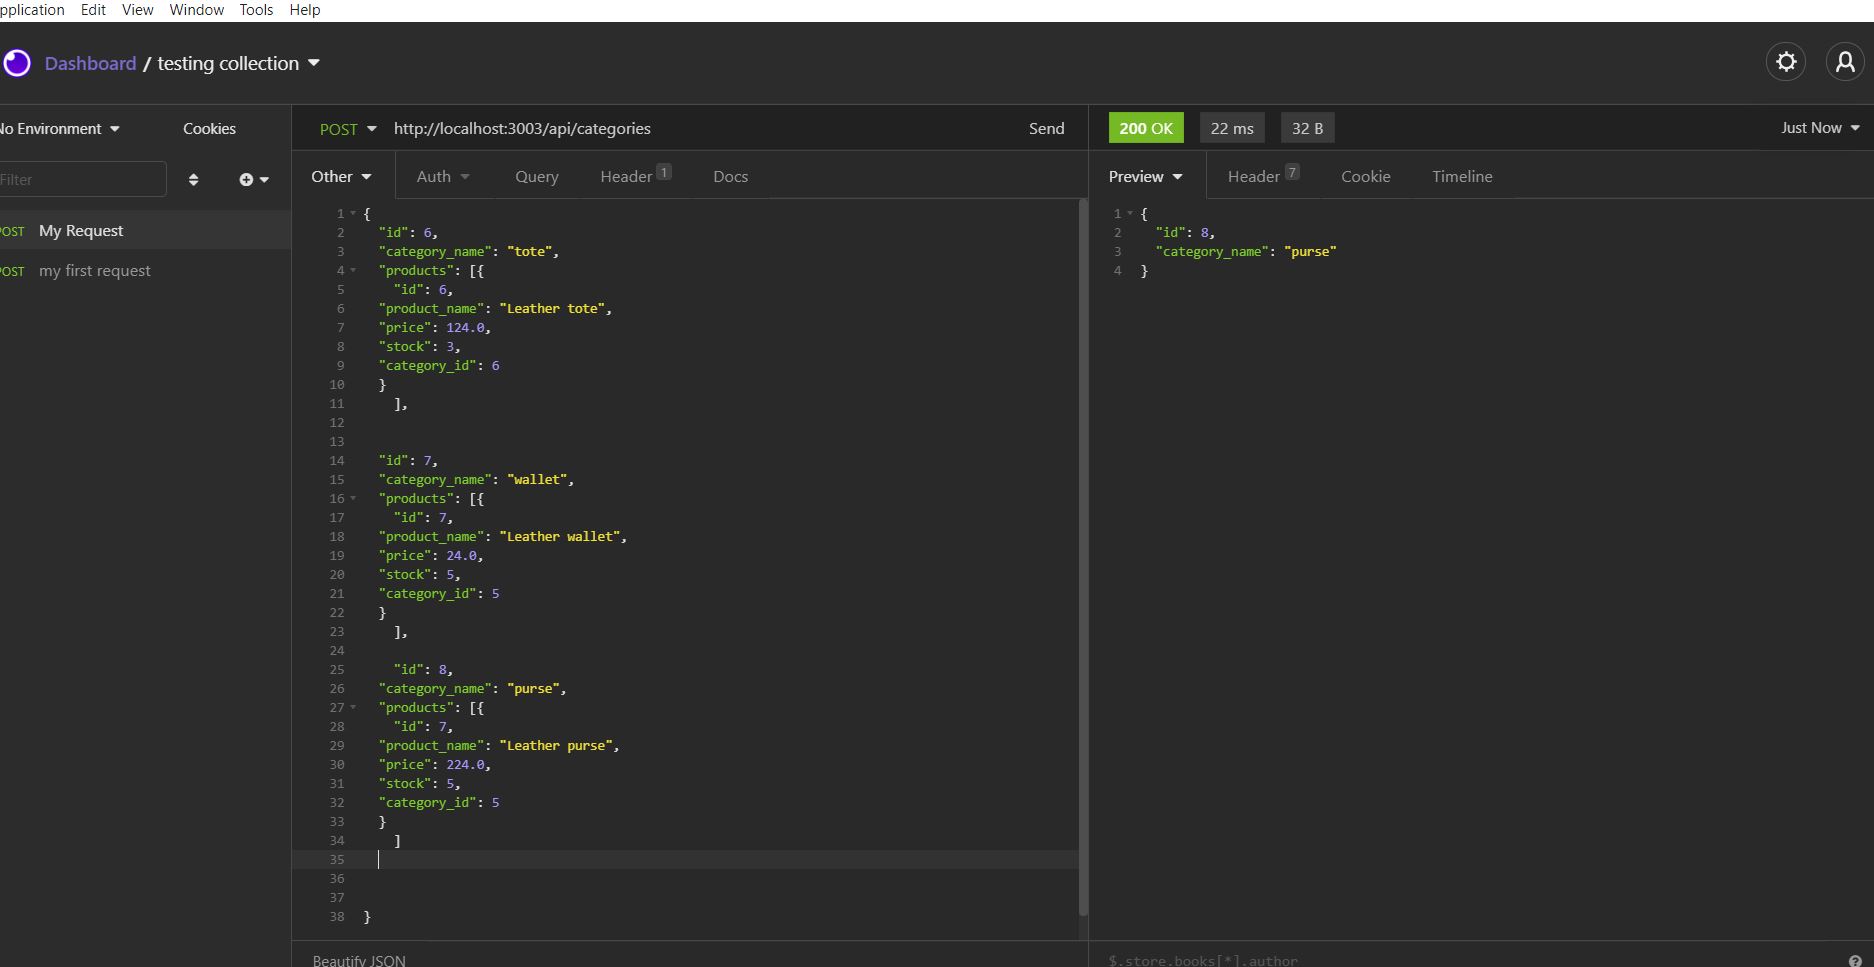 pplication Edit View Window Tools Help
Dashboard / testing collection
No Environment Cookies
POST http://localhost:3003/api/categories Send
200 OK 22 ms 32 B Just Now
Filter
Other Auth Query Header 1 Docs
Preview Header 7 Cookie Timeline
POST My Request
POST my first request
1 {
2 "id": 6,
3 "category_name": "tote",
4 "products": [{
5 "id": 6,
6 "product_name": "Leather tote",
7 "price": 124.0,
8 "stock": 3,
9 "category_id": 6
10 }
11 ],
12
13
14 "id": 7,
15 "category_name": "wallet",
16 "products": [{
17 "id": 7,
18 "product_name": "Leather wallet",
19 "price": 24.0,
20 "stock": 5,
21 "category_id": 5
22 }
23 ],
24
25 "id": 8,
26 "category_name": "purse",
27 "products": [{
28 "id": 7,
29 "product_name": "Leather purse",
30 "price": 224.0,
31 "stock": 5,
32 "category_id": 5
33 }
34 ]
35
36
37
38 }
Beautify JSON
1 {
2 "id": 8,
3 "category_name": "purse"
4 }
$.store.books[*].author